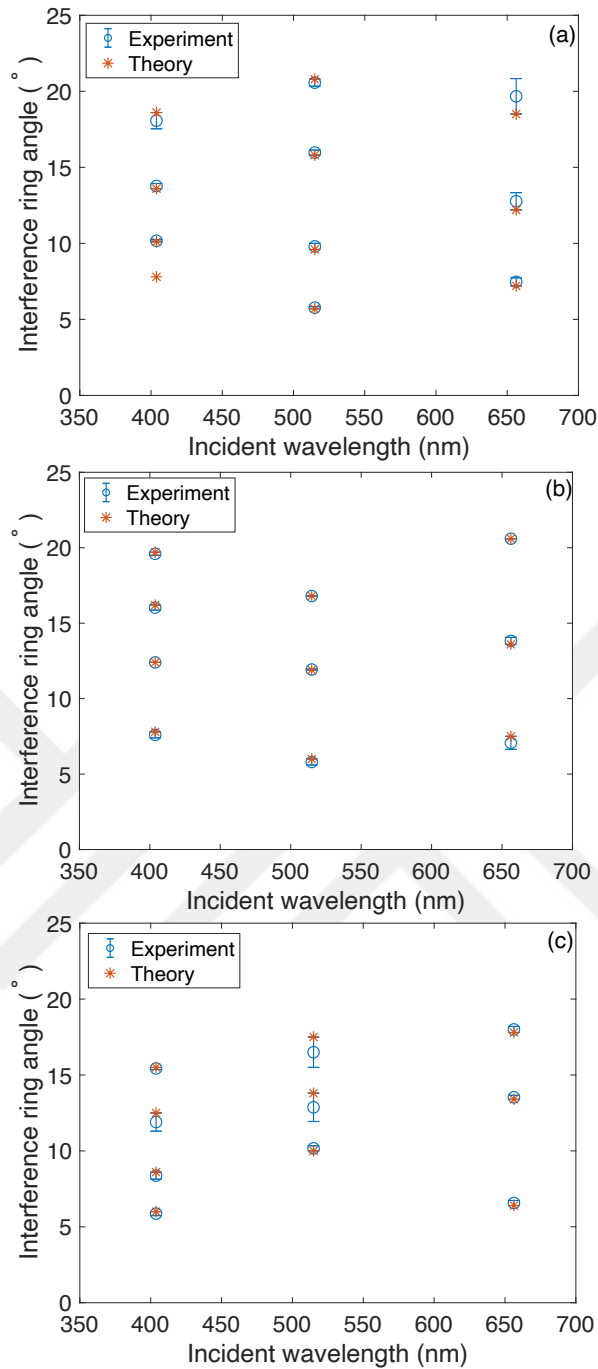 (a)
Experiment
Theory
25
20
15
10
5
0
Interference ring angle ( ° )
350 400 450 500 550 600 650 700
Incident wavelength (nm)
(b)
Experiment
Theory
25
20
15
10
5
0
Interference ring angle ( ° )
350 400 450 500 550 600 650 700
Incident wavelength (nm)
(c)
Experiment
Theory
25
20
15
10
5
0
Interference ring angle ( ° )
350 400 450 500 550 600 650 700
Incident wavelength (nm)